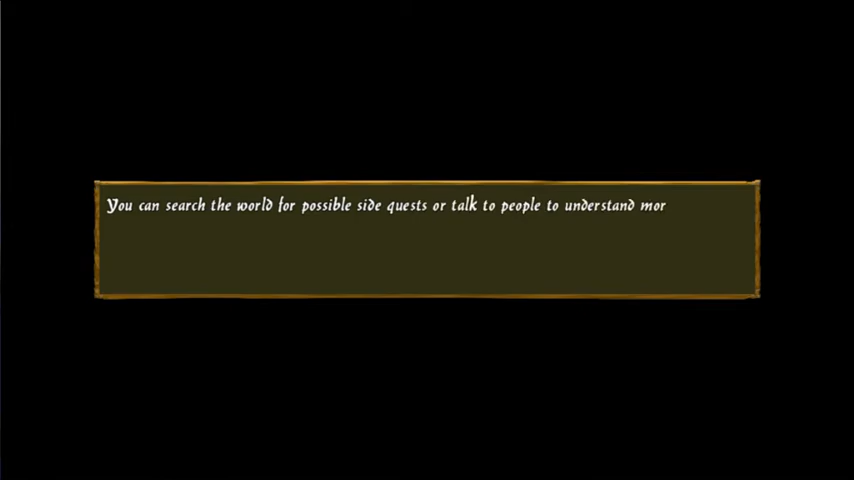 You can search the world for possible side quests or talk to people to understand mor